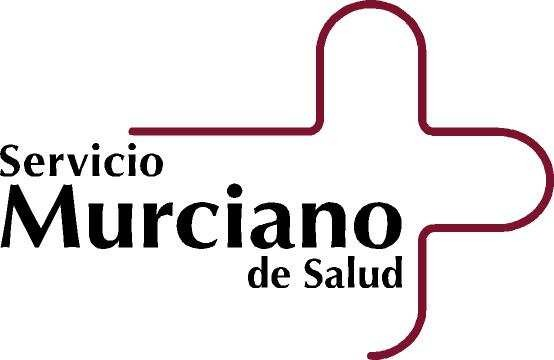 Servicio
Murciano
de Salud